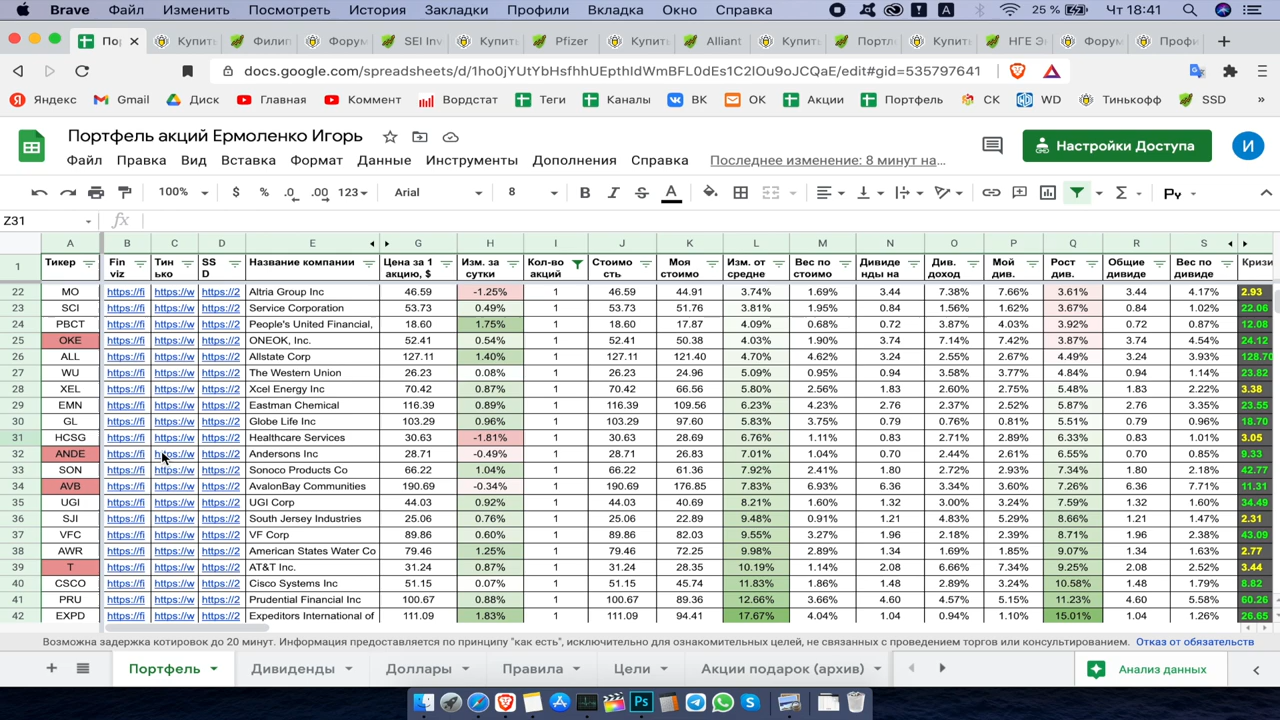 Brave Файл Изменить Посмотреть История Закладки Профили Вкладка Окно Справка A 25 % Чт 18:41
По Купить Филип Форум SEI Inv Купить Pfizer Купить Alliant Купить Портл Купить НГЕ Эн Форум Профи
docs.google.com/spreadsheets/d/1ho0jYUtYbHsfhhUEpthIdWmBFL0dEs1C2IOu9oJCQaE/edit#gid=535797641
Яндекс Gmail Диск Главная Коммент Вордстат Теги Каналы ВК ОК Акции Портфель СК WD Тинькофф SSD »
Портфель акций Ермоленко Игорь
Файл Правка Вид Вставка Формат Данные Инструменты Дополнения Справка Последнее изменение: 8 минут на…
Настройки Доступа И
100% $ % .0 .00 123 Arial 8 B I S A Σ Ру
Z31 fx
A B C D E G H I J K L M N O P Q R S
1 Тикер Fin viz Тин ько SS D Название компании Цена за 1 акцию, $ Изм. за сутки Кол-во акций Стоимо сть Моя стоимо Изм. от средне Вес по стоимо Дивиде нды на Див. доход Мой див. Рост див. Общие дивиде Вес по дивиде Кризи
22 MO https://fi https://w https://2 Altria Group Inc 46.59 -1.25% 1 46.59 44.91 3.74% 1.69% 3.44 7.38% 7.66% 3.61% 3.44 4.17% 2.93
23 SCI https://fi https://w https://2 Service Corporation 53.73 0.49% 1 53.73 51.76 3.81% 1.95% 0.84 1.56% 1.62% 3.67% 0.84 1.02% 22.06
24 PBCT https://fi https://w https://2 People's United Financial, 18.60 1.75% 1 18.60 17.87 4.09% 0.68% 0.72 3.87% 4.03% 3.92% 0.72 0.87% 12.08
25 OKE https://fi https://w https://2 ONEOK, Inc. 52.41 0.54% 1 52.41 50.38 4.03% 1.90% 3.74 7.14% 7.42% 3.87% 3.74 4.54% 24.12
26 ALL https://fi https://w https://2 Allstate Corp 127.11 1.40% 1 127.11 121.40 4.70% 4.62% 3.24 2.55% 2.67% 4.49% 3.24 3.93% 128.70
27 WU https://fi https://w https://2 The Western Union 26.23 0.08% 1 26.23 24.96 5.09% 0.95% 0.94 3.58% 3.77% 4.84% 0.94 1.14% 23.82
28 XEL https://fi https://w https://2 Xcel Energy Inc 70.42 0.87% 1 70.42 66.56 5.80% 2.56% 1.83 2.60% 2.75% 5.48% 1.83 2.22% 3.38
29 EMN https://fi https://w https://2 Eastman Chemical 116.39 0.89% 1 116.39 109.56 6.23% 4.23% 2.76 2.37% 2.52% 5.87% 2.76 3.35% 23.55
30 GL https://fi https://w https://2 Globe Life Inc 103.29 0.96% 1 103.29 97.60 5.83% 3.75% 0.79 0.76% 0.81% 5.51% 0.79 0.96% 18.70
31 HCSG https://fi https://w https://2 Healthcare Services 30.63 -1.81% 1 30.63 28.69 6.76% 1.11% 0.83 2.71% 2.89% 6.33% 0.83 1.01% 3.05
32 ANDE https://fi https://w https://2 Andersons Inc 28.71 -0.49% 1 28.71 26.83 7.01% 1.04% 0.70 2.44% 2.61% 6.55% 0.70 0.85% 9.33
33 SON https://fi https://w https://2 Sonoco Products Co 66.22 1.04% 1 66.22 61.36 7.92% 2.41% 1.80 2.72% 2.93% 7.34% 1.80 2.18% 42.77
34 AVB https://fi https://w https://2 AvalonBay Communities 190.69 -0.34% 1 190.69 176.85 7.83% 6.93% 6.36 3.34% 3.60% 7.26% 6.36 7.71% 11.31
35 UGI https://fi https://w https://2 UGI Corp 44.03 0.92% 1 44.03 40.69 8.21% 1.60% 1.32 3.00% 3.24% 7.59% 1.32 1.60% 34.49
36 SJI https://fi https://w https://2 South Jersey Industries 25.06 0.76% 1 25.06 22.89 9.48% 0.91% 1.21 4.83% 5.29% 8.66% 1.21 1.47% 2.31
37 VFC https://fi https://w https://2 VF Corp 89.86 0.60% 1 89.86 82.03 9.55% 3.27% 1.96 2.18% 2.39% 8.71% 1.96 2.38% 43.09
38 AWR https://fi https://w https://2 American States Water Co 79.46 1.25% 1 79.46 72.25 9.98% 2.89% 1.34 1.69% 1.85% 9.07% 1.34 1.63% 2.77
39 T https://fi https://w https://2 AT&T Inc. 31.24 0.87% 1 31.24 28.35 10.19% 1.14% 2.08 6.66% 7.34% 9.25% 2.08 2.52% 3.44
40 CSCO https://fi https://w https://2 Cisco Systems Inc 51.15 0.07% 1 51.15 45.74 11.83% 1.86% 1.48 2.89% 3.24% 10.58% 1.48 1.79% 8.82
41 PRU https://fi https://w https://2 Prudential Financial Inc 100.67 0.88% 1 100.67 89.36 12.66% 3.66% 4.60 4.57% 5.15% 11.23% 4.60 5.58% 60.26
42 EXPD https://fi https://w https://2 Expeditors International of 111.09 1.83% 1 111.09 94.41 17.67% 4.04% 1.04 0.94% 1.10% 15.01% 1.04 1.26% 26.65
Возможна задержка котировок до 20 минут. Информация предоставляется по принципу "как есть", исключительно для ознакомительных целей, не связанных с проведением торгов или консультированием. Отказ от обязательств
Портфель Дивиденды Доллары Правила Цели Акции подарок (архив) Анализ данных